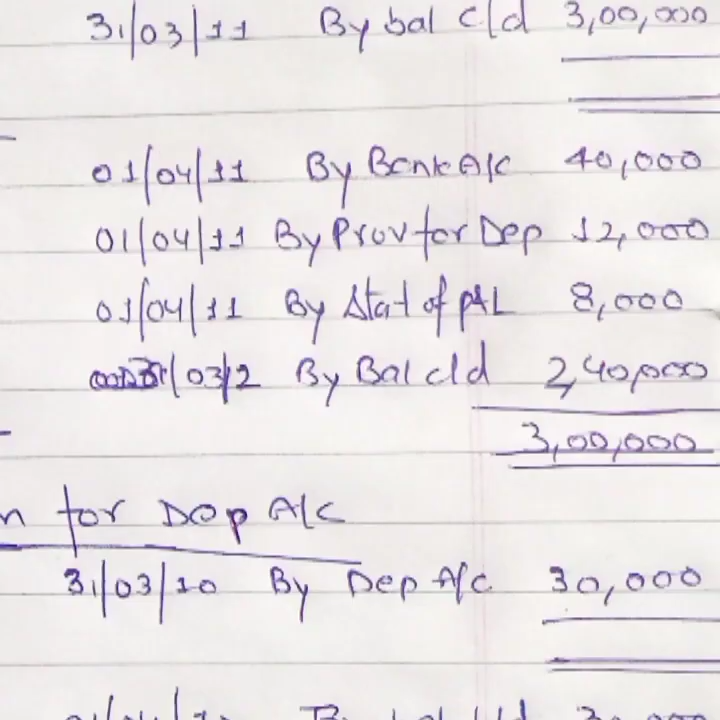 31/03/11 By bal c/d 3,00,000
01/04/11 By Bank A/c 40,000
01/04/11 By Prov for Dep 12,000
01/04/11 By Stat of P&L 8,000
/03/2 By Bal c/d 2,40,000
3,00,000
n for Dep A/C
31/03/10 By Dep A/c 30,000